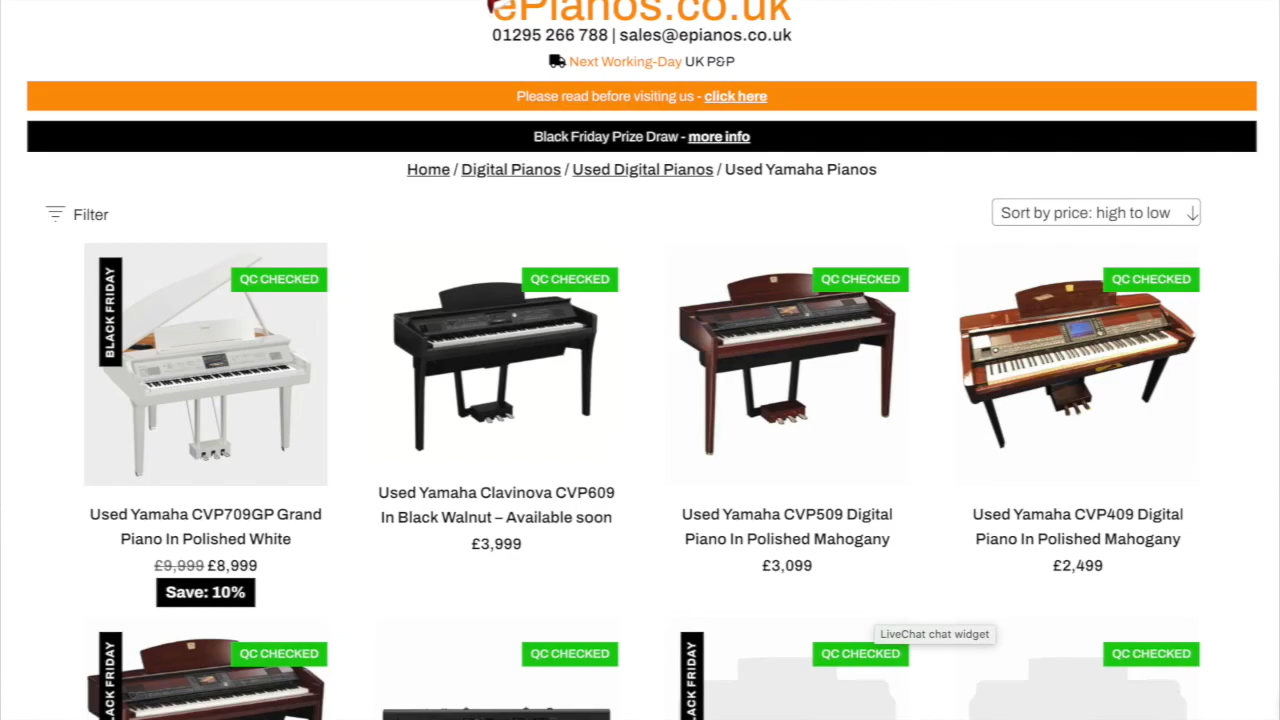 ePianos.co.uk
01295 266 788 | sales@epianos.co.uk
Next Working-Day UK P&P
Please read before visiting us - click here
Black Friday Prize Draw - more info
Home / Digital Pianos / Used Digital Pianos / Used Yamaha Pianos
Filter
Sort by price: high to low
BLACK FRIDAY
QC CHECKED
QC CHECKED
QC CHECKED
QC CHECKED
Used Yamaha CVP709GP Grand
Piano In Polished White
£9,999 £8,999
Save: 10%
Used Yamaha Clavinova CVP609
In Black Walnut – Available soon
£3,999
Used Yamaha CVP509 Digital
Piano In Polished Mahogany
£3,099
Used Yamaha CVP409 Digital
Piano In Polished Mahogany
£2,499
LiveChat chat widget
BLACK FRIDAY
QC CHECKED
QC CHECKED
BLACK FRIDAY
QC CHECKED
QC CHECKED